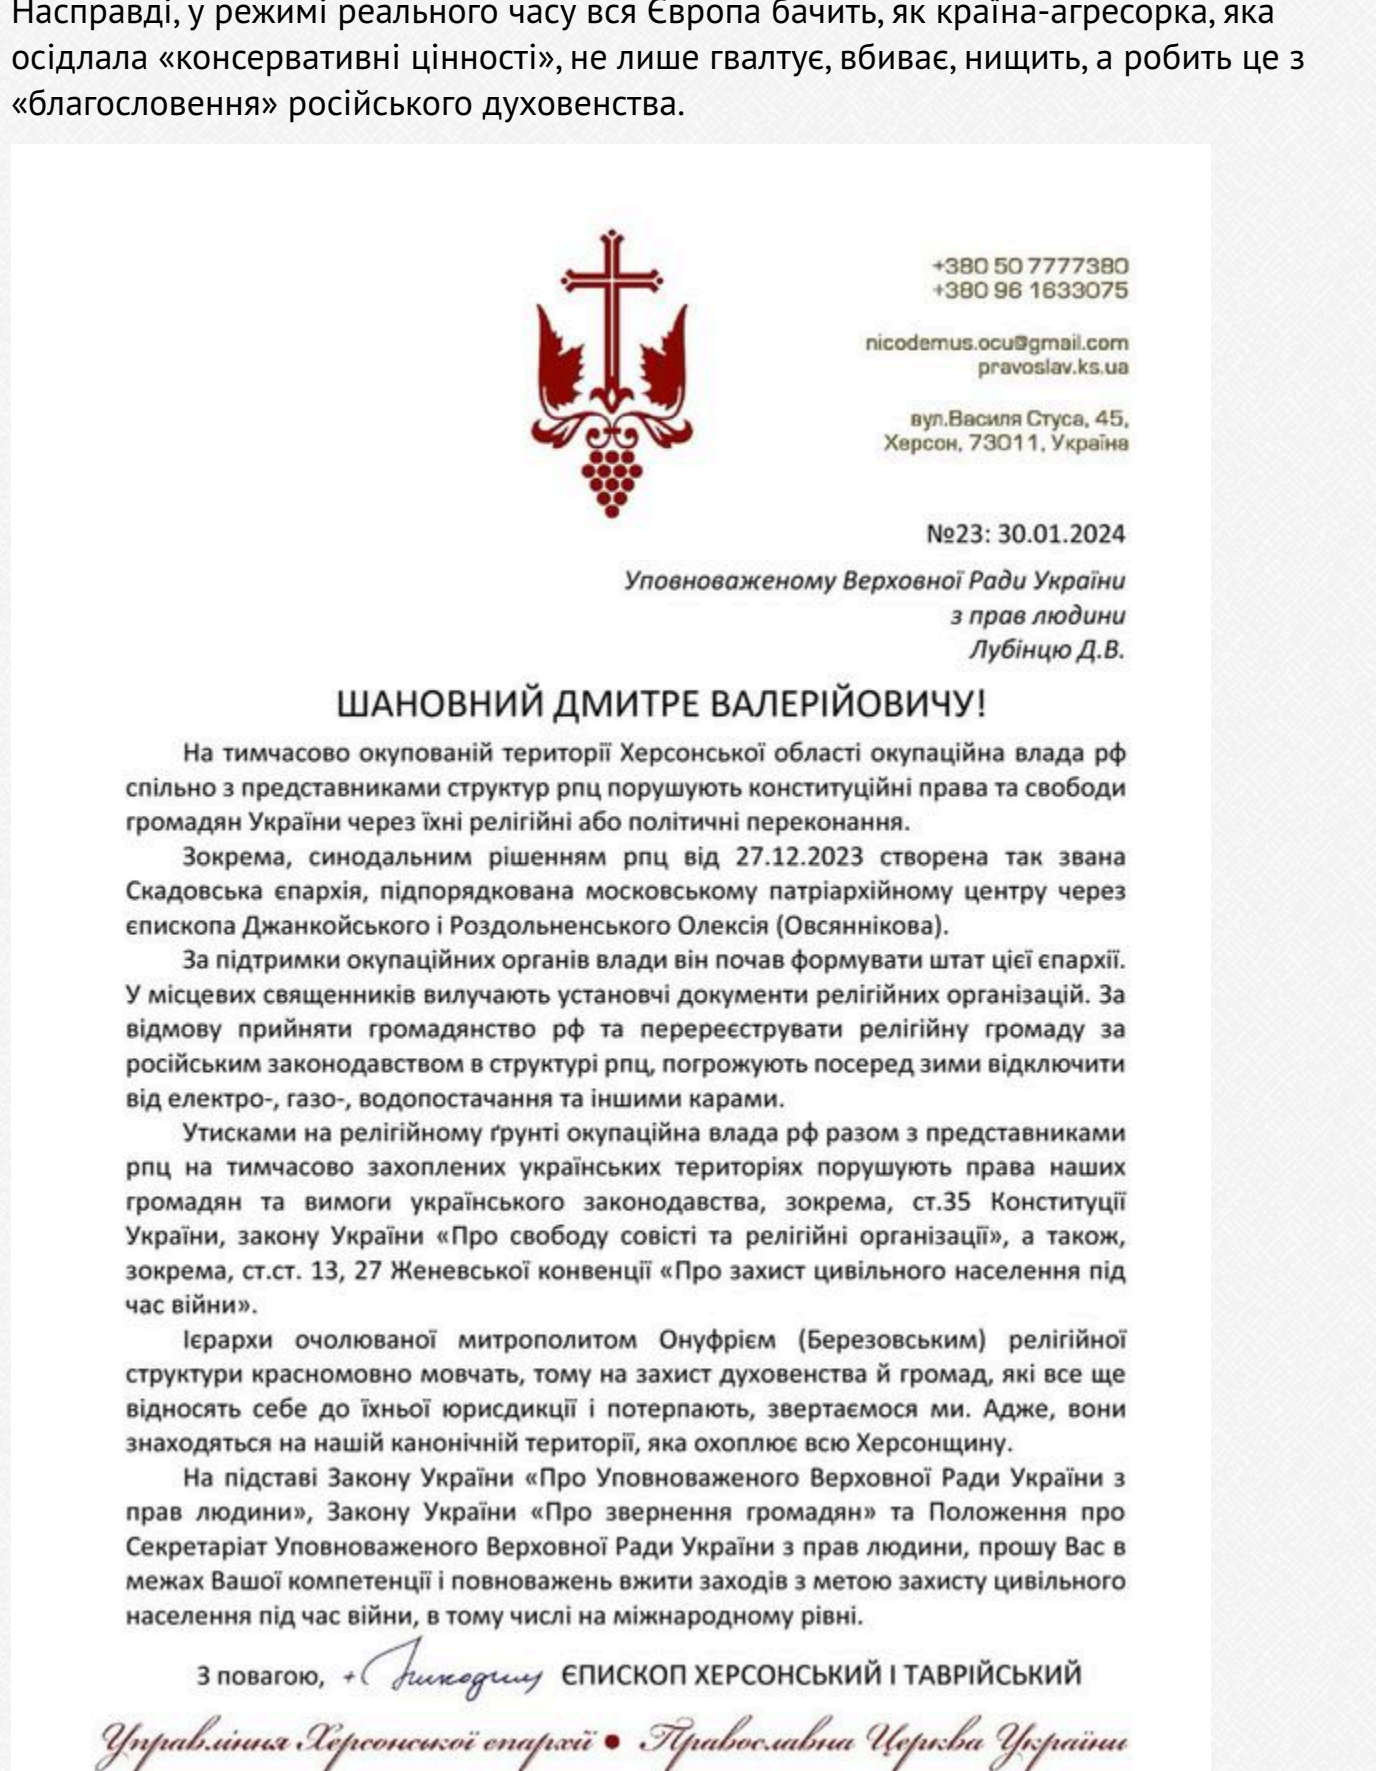 Насправді, у режимі реального часу вся Європа бачить, як країна-агресорка, яка
осідлала «консервативні цінності», не лише гвалтує, вбиває, нищить, а робить це з
«благословення» російського духовенства.
+380 50 7777380
+380 96 1633075
nicodemus.ocu@gmail.com
pravoslav.ks.ua
вул.Василя Стуса, 45,
Херсон, 73011, Україна
№23: 30.01.2024
Уповноваженому Верховної Ради України
з прав людини
Лубінцю Д.В.
ШАНОВНИЙ ДМИТРЕ ВАЛЕРІЙОВИЧУ!
На тимчасово окупованій території Херсонської області окупаційна влада рф
спільно з представниками структур рпц порушують конституційні права та свободи
громадян України через їхні релігійні або політичні переконання.
Зокрема, синодальним рішенням рпц від 27.12.2023 створена так звана
Скадовська єпархія, підпорядкована московському патріархійному центру через
єпископа Джанкойського і Роздольненського Олексія (Овсяннікова).
За підтримки окупаційних органів влади він почав формувати штат цієї єпархії.
У місцевих священників вилучають установчі документи релігійних організацій. За
відмову прийняти громадянство рф та перереєструвати релігійну громаду за
російським законодавством в структурі рпц, погрожують посеред зими відключити
від електро-, газо-, водопостачання та іншими карами.
Утисками на релігійному ґрунті окупаційна влада рф разом з представниками
рпц на тимчасово захоплених українських територіях порушують права наших
громадян та вимоги українського законодавства, зокрема, ст.35 Конституції
України, закону України «Про свободу совісті та релігійні організації», а також,
зокрема, ст.ст. 13, 27 Женевської конвенції «Про захист цивільного населення під
час війни».
Ієрархи очолюваної митрополитом Онуфрієм (Березовським) релігійної
структури красномовно мовчать, тому на захист духовенства й громад, які все ще
відносять себе до їхньої юрисдикції і потерпають, звертаємося ми. Адже, вони
знаходяться на нашій канонічній території, яка охоплює всю Херсонщину.
На підставі Закону України «Про Уповноваженого Верховної Ради України з
прав людини», Закону України «Про звернення громадян» та Положення про
Секретаріат Уповноваженого Верховної Ради України з прав людини, прошу Вас в
межах Вашої компетенції і повноважень вжити заходів з метою захисту цивільного
населення під час війни, в тому числі на міжнародному рівні.
З повагою, + Никодим ЄПИСКОП ХЕРСОНСЬКИЙ І ТАВРІЙСЬКИЙ
Управління Херсонської єпархії ● Православна Церква України